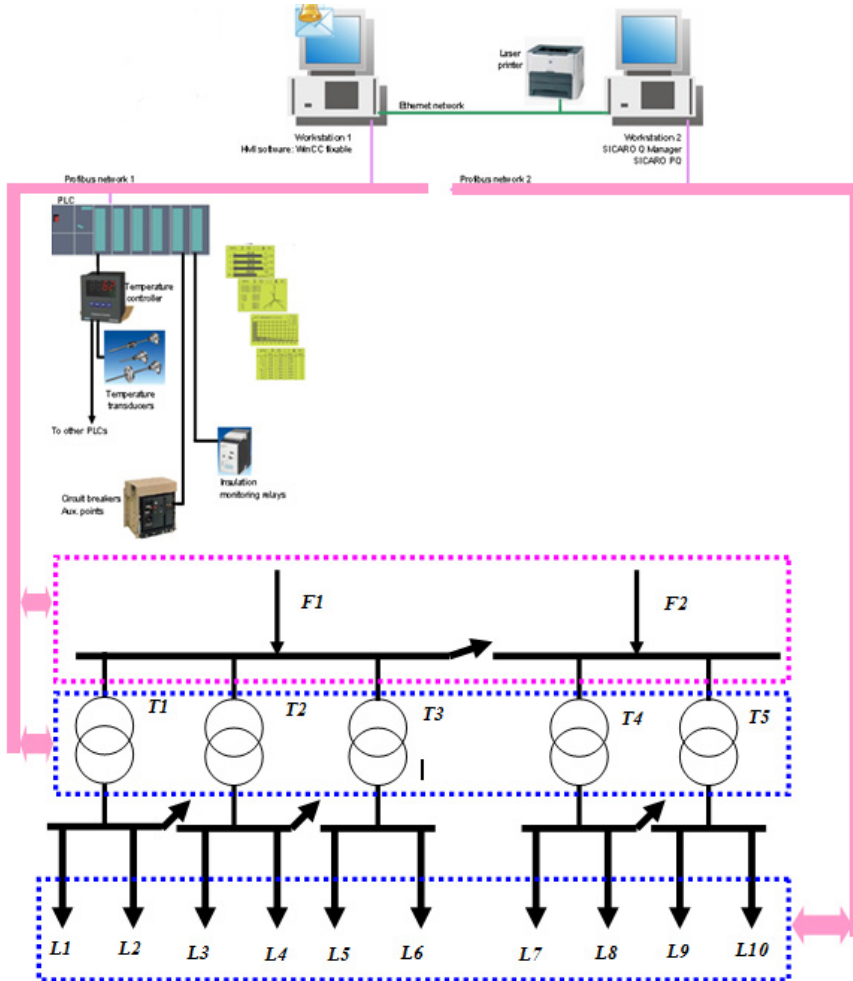 Laser
printer
Ethernet network
Workstation 1
HMI software: WinCC flixable
Workstation 2
SICARO Q Manager
SICARO PQ
Profibus network 1
Profibus network 2
PLC
Temperature
controller
Temperature
transducers
To other PLCs
Insulation
monitoring relays
Circuit breakers
Aux. points
F1
F2
T1
T2
T3
T4
T5
L1
L2
L3
L4
L5
L6
L7
L8
L9
L10